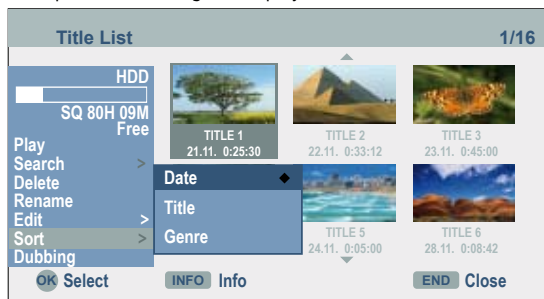 Title List 1/16
HDD
SQ 80H 09M
Free
Play
Search >
Delete
Rename
Edit >
Sort >
Dubbing
TITLE 1
21.11. 0:25:30
TITLE 2
22.11. 0:33:12
TITLE 3
23.11. 0:45:00
Date
Title
Genre
TITLE 5
24.11. 0:05:00
TITLE 6
28.11. 0:08:42
OK Select
INFO Info
END Close